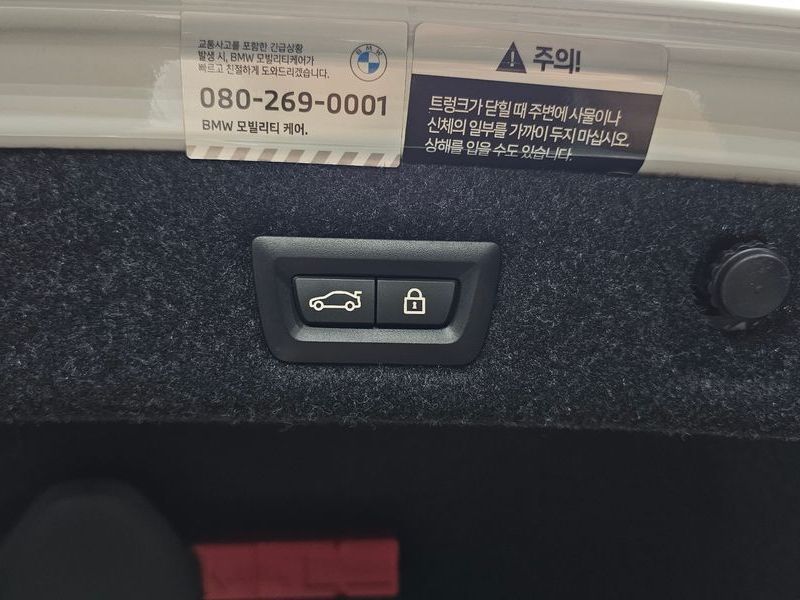 교통사고를 포함한 긴급상황
발생 시, BMW 모빌리티케어가
빠르고 친절하게 도와드리겠습니다.
BMW
080-269-0001
BMW 모빌리티 케어.
주의!
트렁크가 닫힐 때 주변에 사물이나
신체의 일부를 가까이 두지 마십시오.
상해를 입을 수도 있습니다.